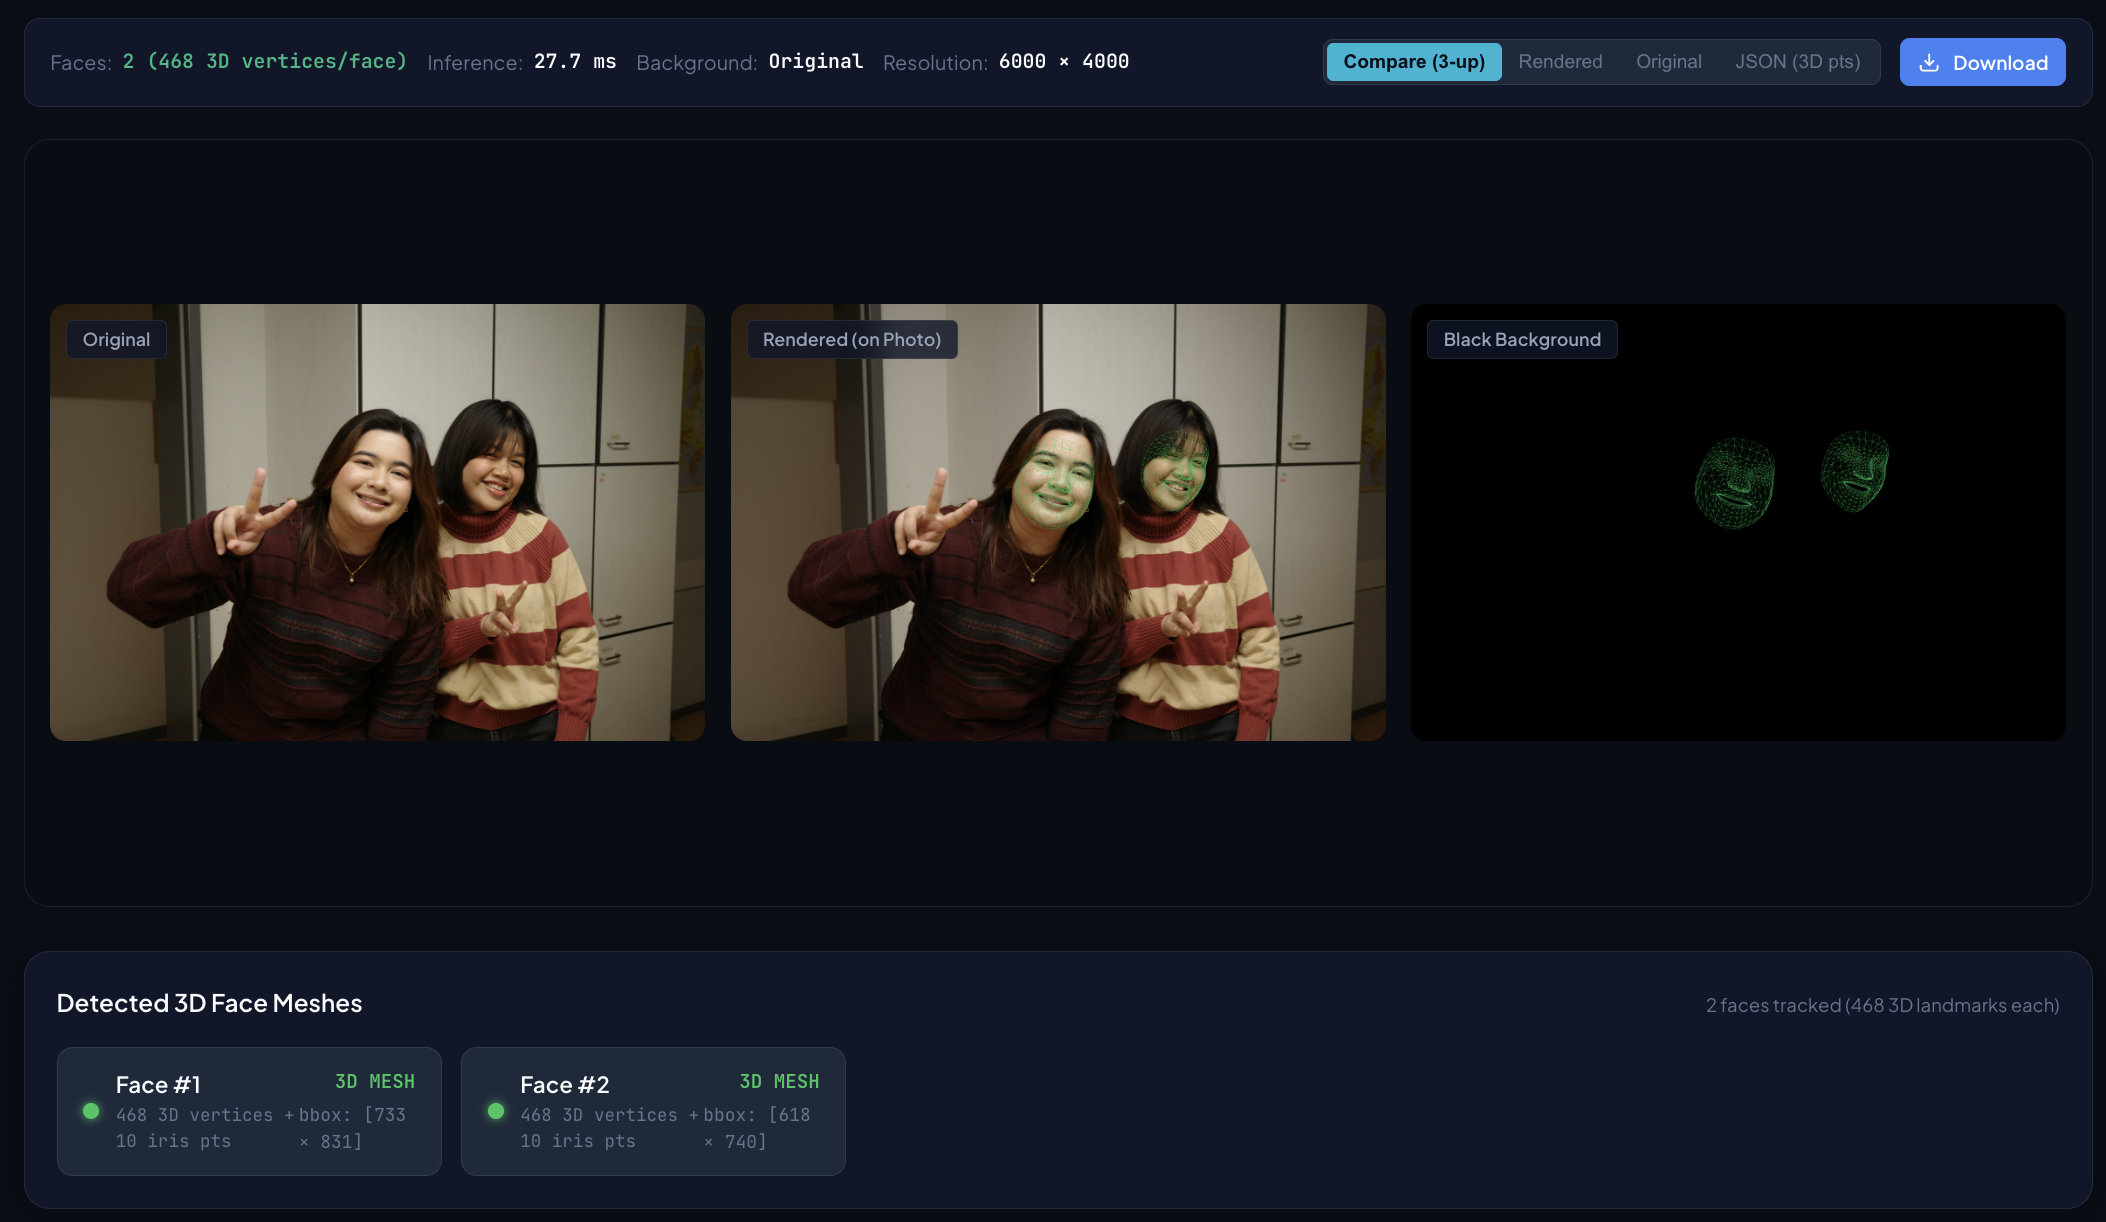 Faces: 2 (468 3D vertices/face) Inference: 27.7 ms Background: Original Resolution: 6000 × 4000 Compare (3-up) Rendered Original JSON (3D pts) Download
Original Rendered (on Photo) Black Background
Detected 3D Face Meshes 2 faces tracked (468 3D landmarks each)
Face #1 3D MESH
468 3D vertices + bbox: [733
10 iris pts × 831]
Face #2 3D MESH
468 3D vertices + bbox: [618
10 iris pts × 740]